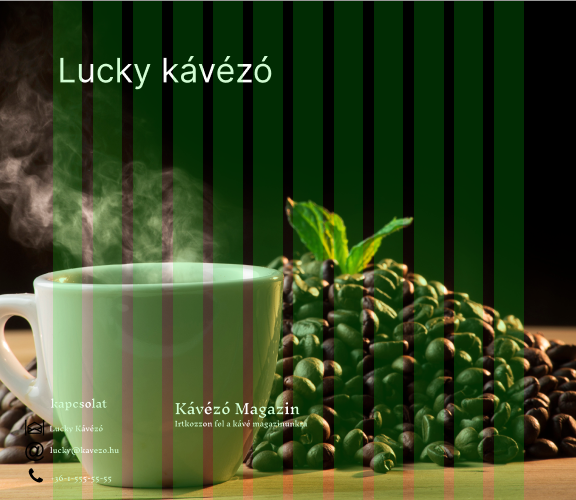 Lucky kávézó
kapcsolat
Lucky Kávézó
lucky@kavezo.hu
+36-1-555-55-55
Kávézó Magazin
Irtkozzon fel a kávé magazinunkra